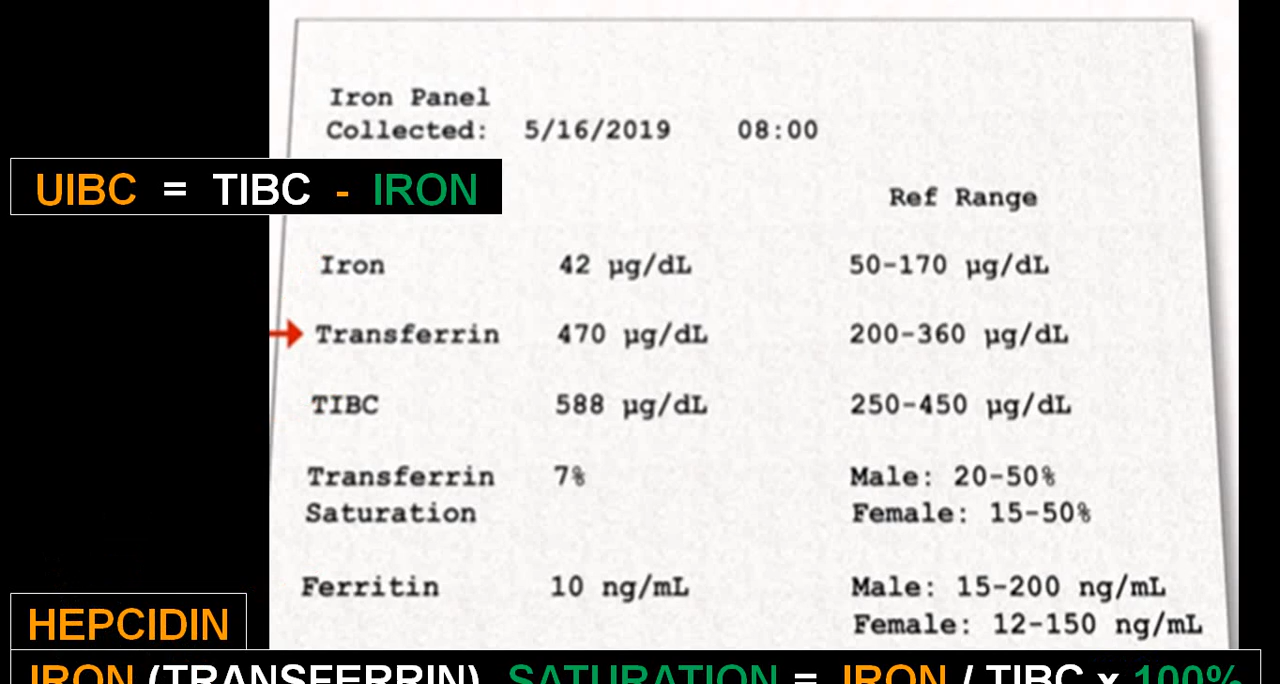 Iron Panel
Collected: 5/16/2019 08:00
UIBC = TIBC - IRON
Ref Range
Iron 42 µg/dL 50-170 µg/dL
Transferrin 470 µg/dL 200-360 µg/dL
TIBC 588 µg/dL 250-450 µg/dL
Transferrin 7% Male: 20-50%
Saturation Female: 15-50%
Ferritin 10 ng/mL Male: 15-200 ng/mL
Female: 12-150 ng/mL
HEPCIDIN
IRON (TRANSFERRIN) SATURATION = IRON / TIBC x 100%